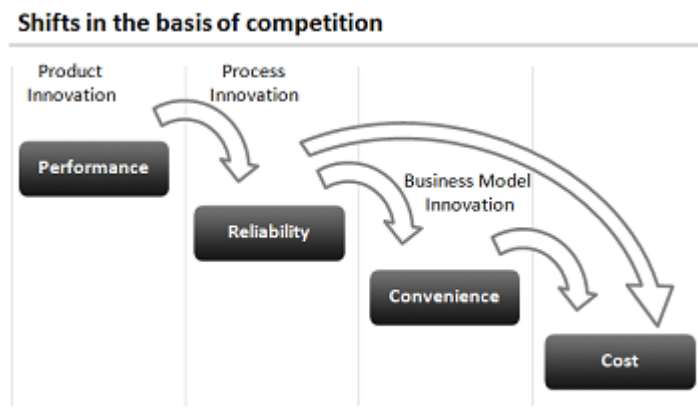 Shifts in the basis of competition
Product
Innovation
Process
Innovation
Performance
Business Model
Innovation
Reliability
Convenience
Cost